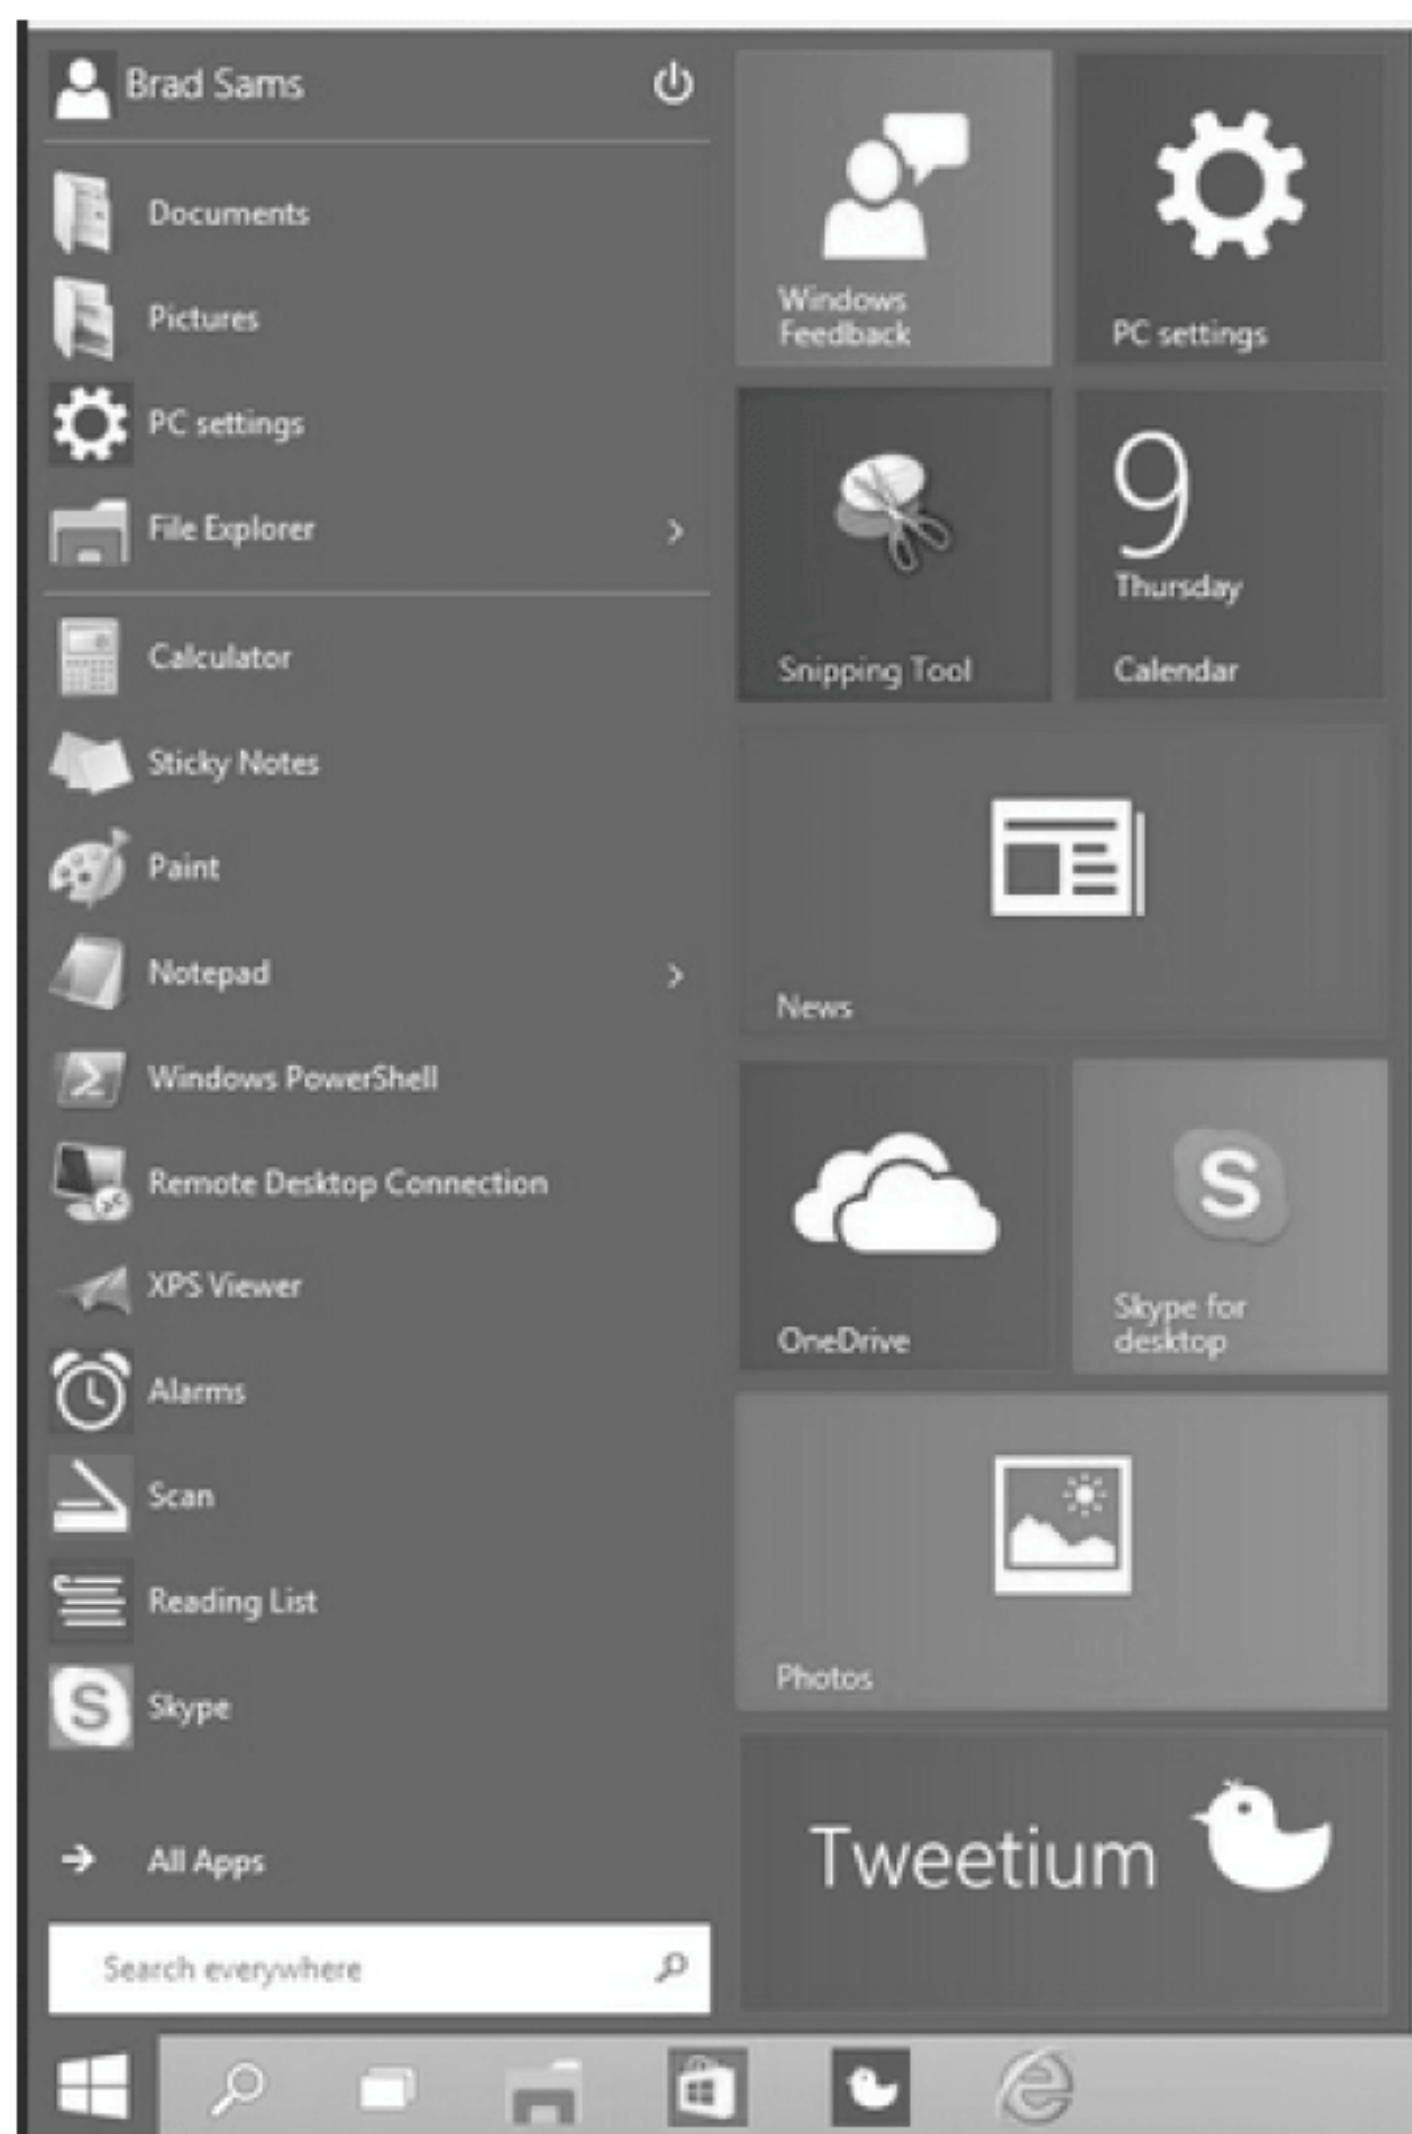 Brad Sams
Documents
Pictures
PC settings
File Explorer
Calculator
Sticky Notes
Paint
Notepad
Windows PowerShell
Remote Desktop Connection
XPS Viewer
Alarms
Scan
Reading List
Skype
All Apps
Search everywhere
Windows
Feedback
PC settings
Snipping Tool
9
Thursday
Calendar
News
OneDrive
Skype for
desktop
Photos
Tweetium